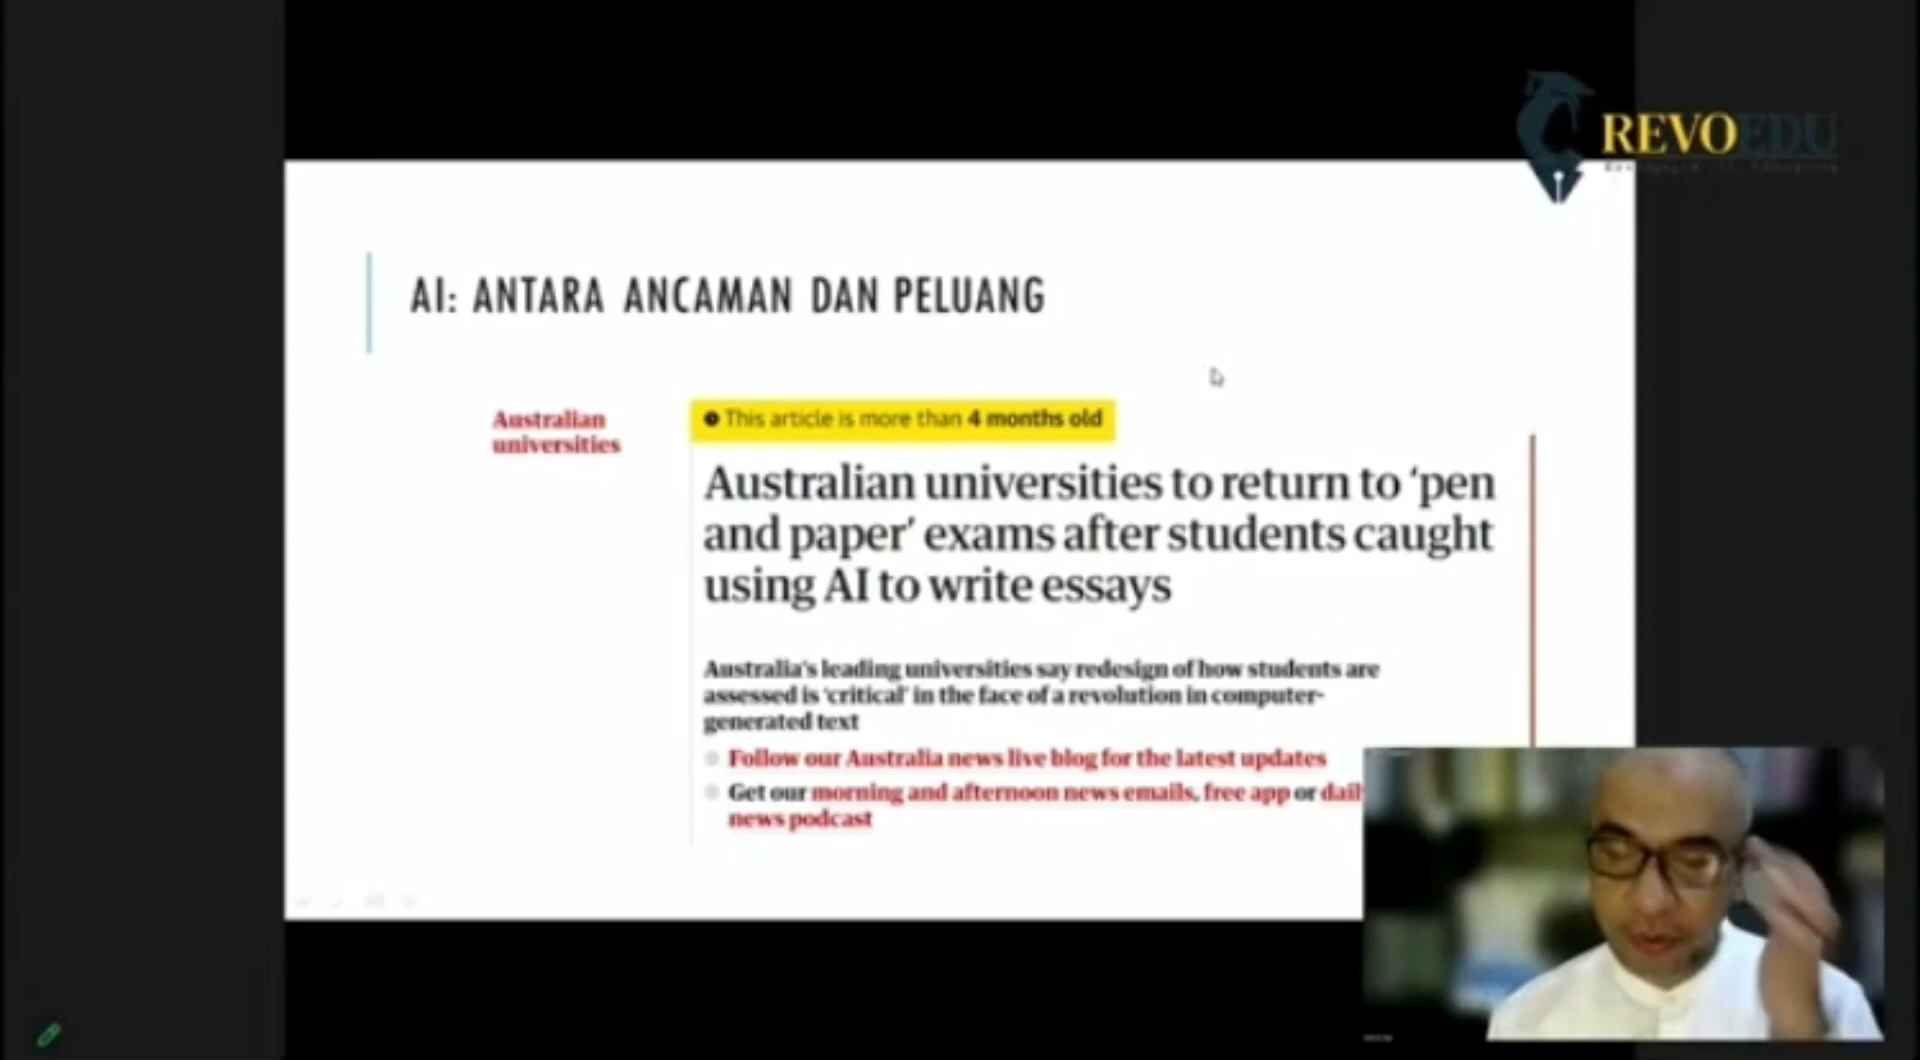 REVOEDU
AI: ANTARA ANCAMAN DAN PELUANG
Australian
universities
This article is more than 4 months old
Australian universities to return to ‘pen
and paper’ exams after students caught
using AI to write essays
Australia's leading universities say redesign of how students are
assessed is ‘critical’ in the face of a revolution in computer-
generated text
Follow our Australia news live blog for the latest updates
Get our morning and afternoon news emails, free app or dail
news podcast